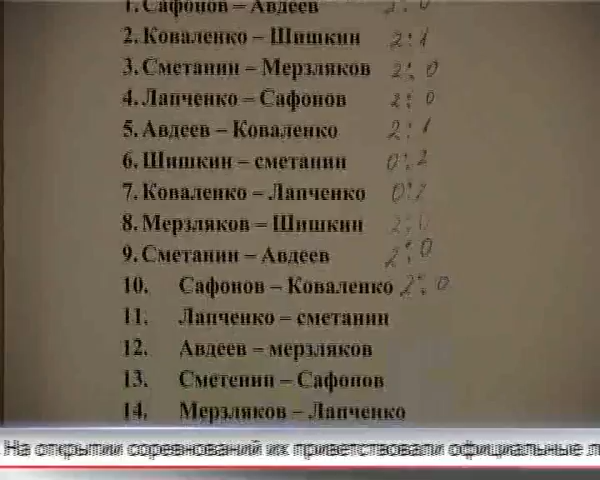 1. Сафонов – Авдеев 2:0
2. Коваленко – Шишкин 2:1
3. Сметанин – Мерзляков 2:0
4. Лапченко – Сафонов 2:0
5. Авдеев – Коваленко 2:1
6. Шишкин – сметанин 0:2
7. Коваленко – Лапченко 0:2
8. Мерзляков – Шишкин 2:0
9. Сметанин – Авдеев 2:0
10. Сафонов – Коваленко 2:0
11. Лапченко – сметанин
12. Авдеев – мерзляков
13. Сметенин – Сафонов
14. Мерзляков – Лапченко
На открытии соревнований их приветствовали официальные л